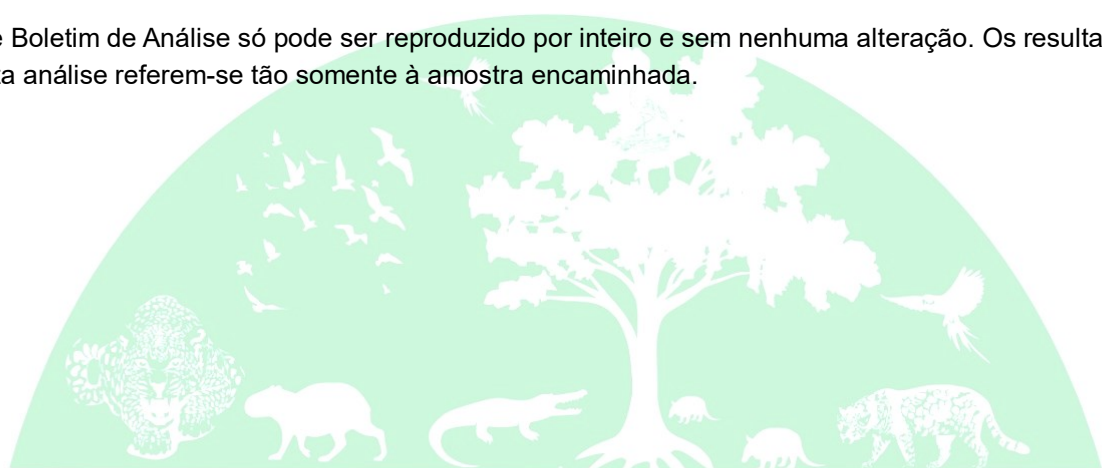 Boletim de Análise só pode ser reproduzido por inteiro e sem nenhuma alteração. Os
análise referem-se tão somente à amostra encaminhada.